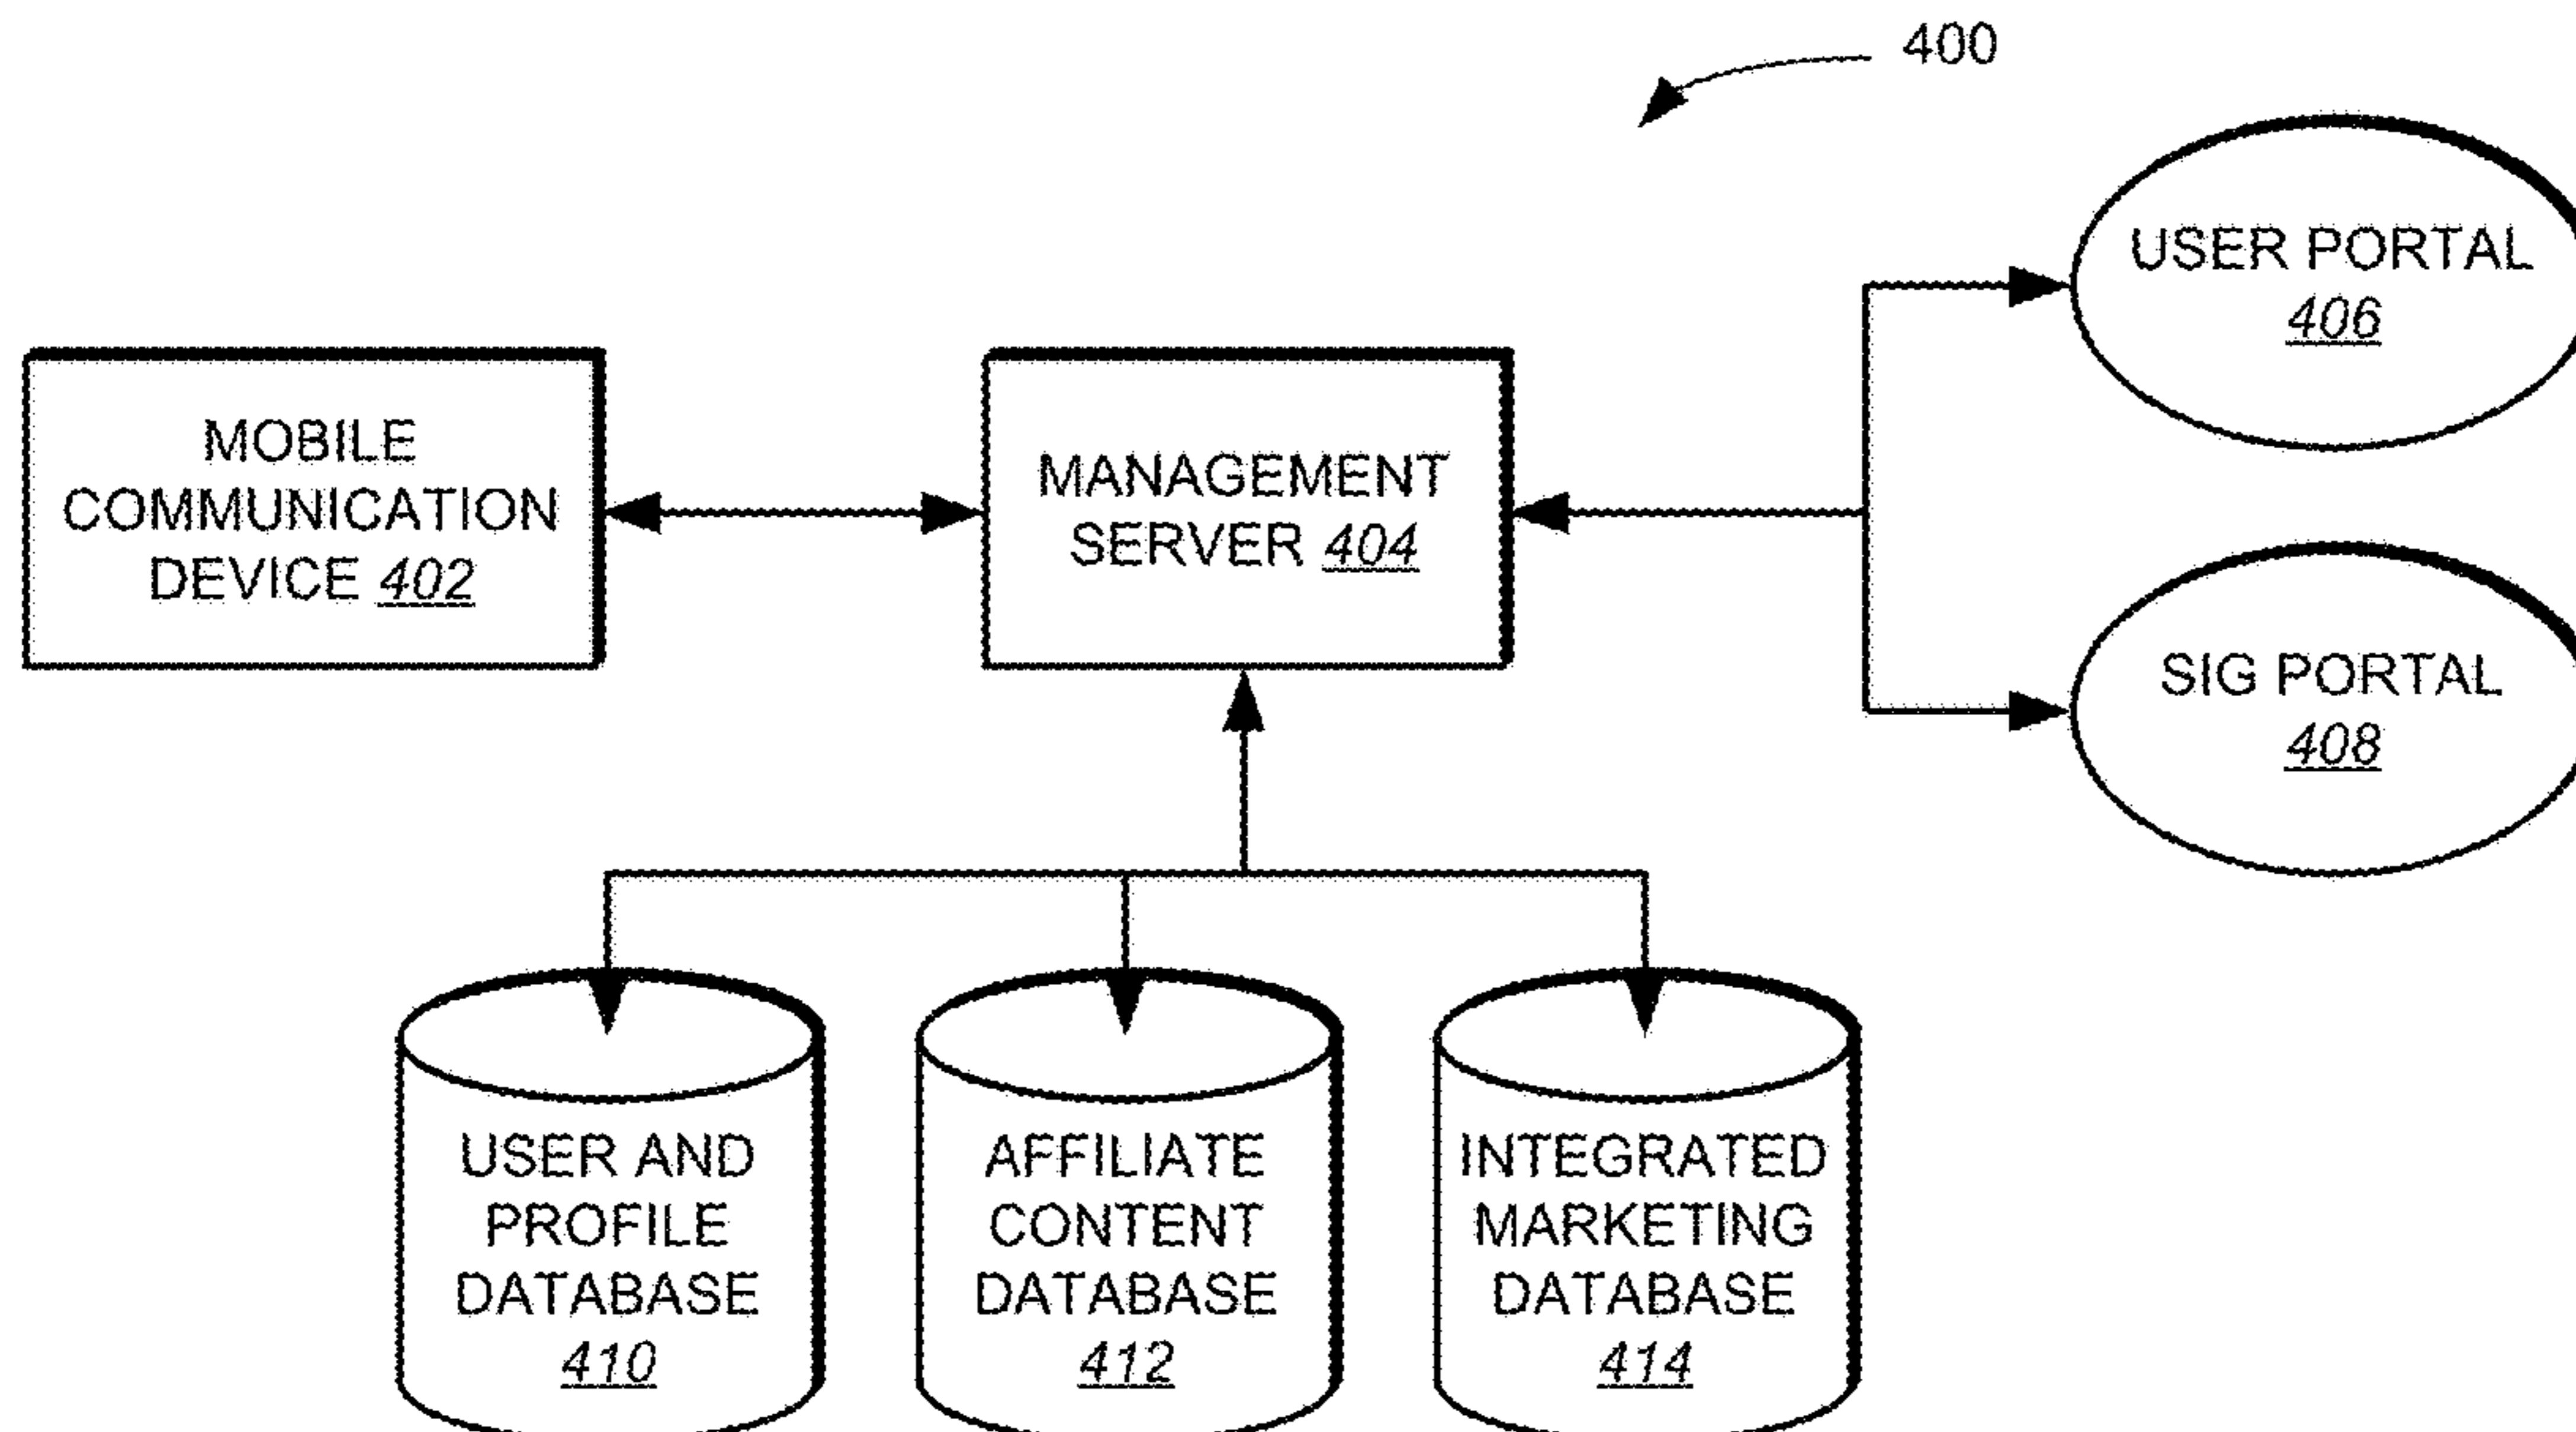 400
USER PORTAL
406
MOBILE
COMMUNICATION
DEVICE 402
MANAGEMENT
SERVER 404
SIG PORTAL
408
USER AND
PROFILE
DATABASE
410
AFFILIATE
CONTENT
DATABASE
412
INTEGRATED
MARKETING
DATABASE
414